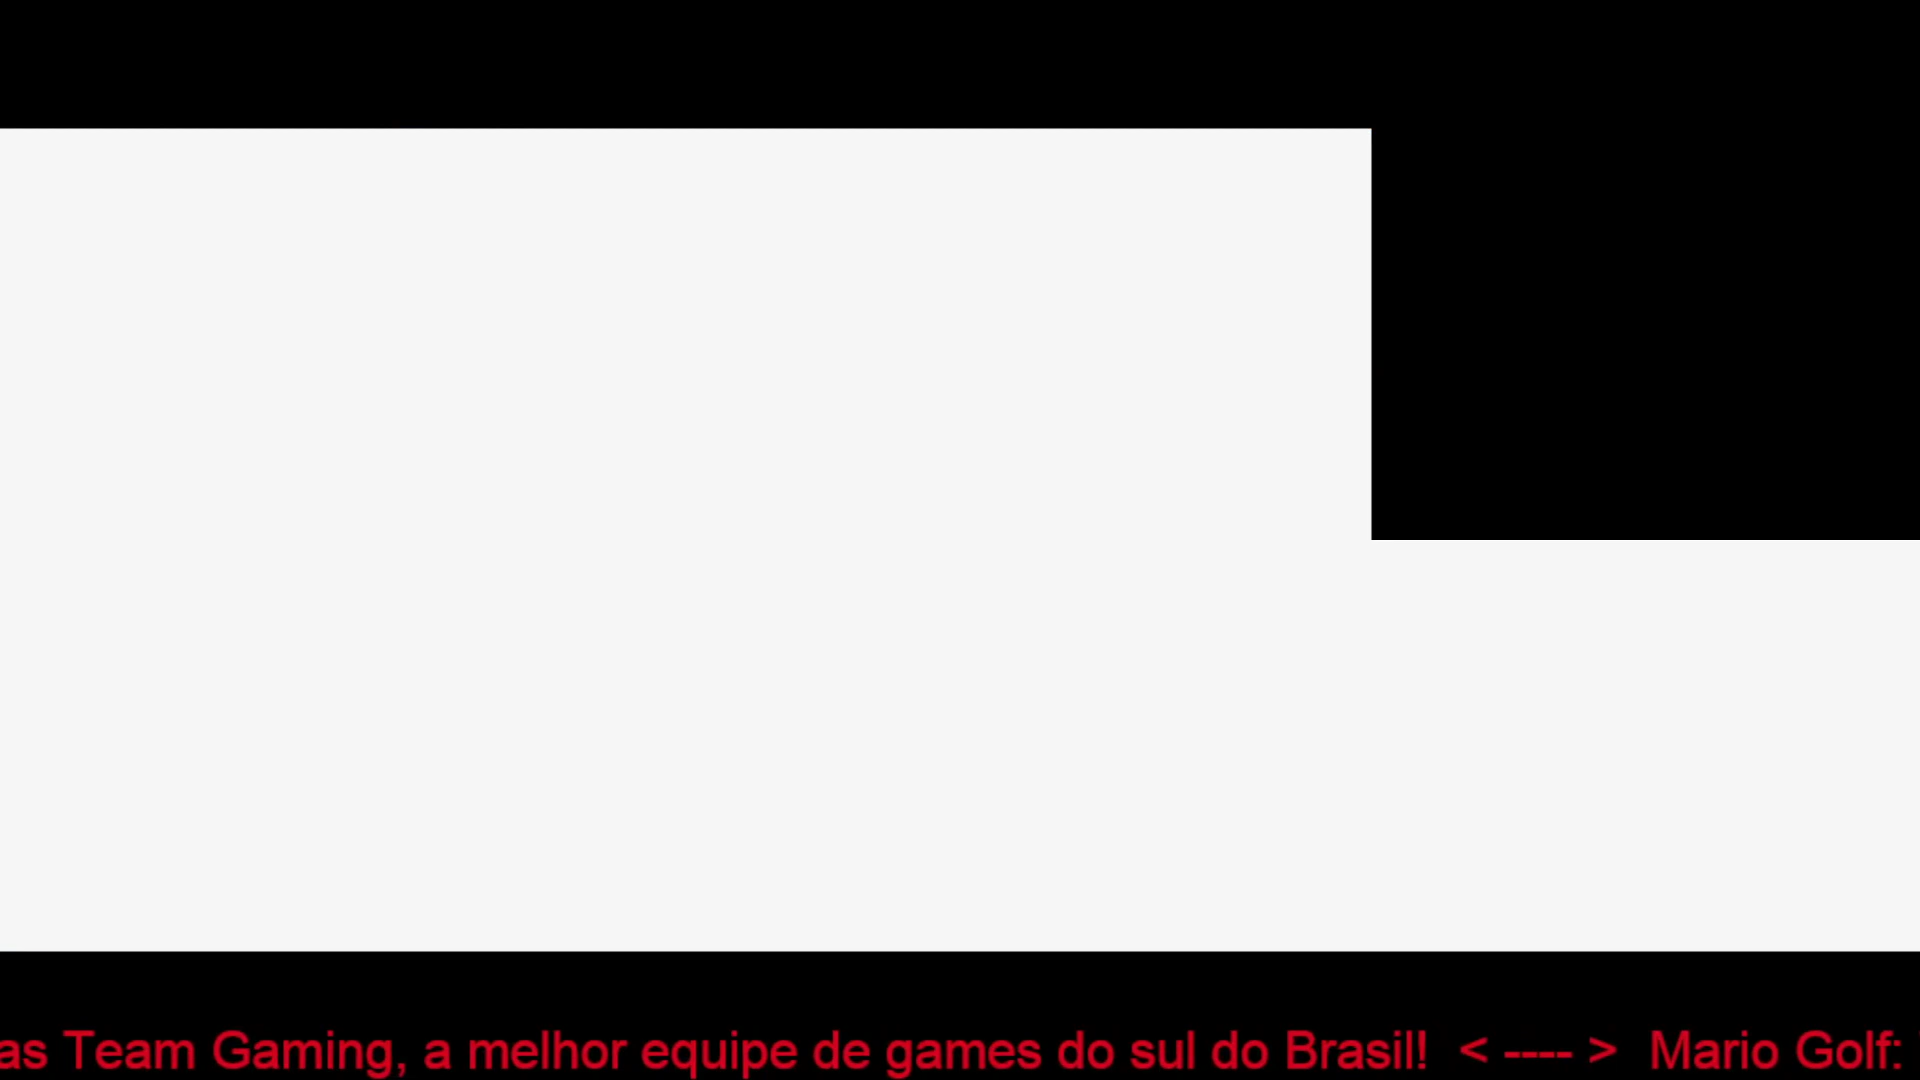 as Team Gaming, a melhor equipe de games do sul do Brasil! < ---- > Mario Golf: